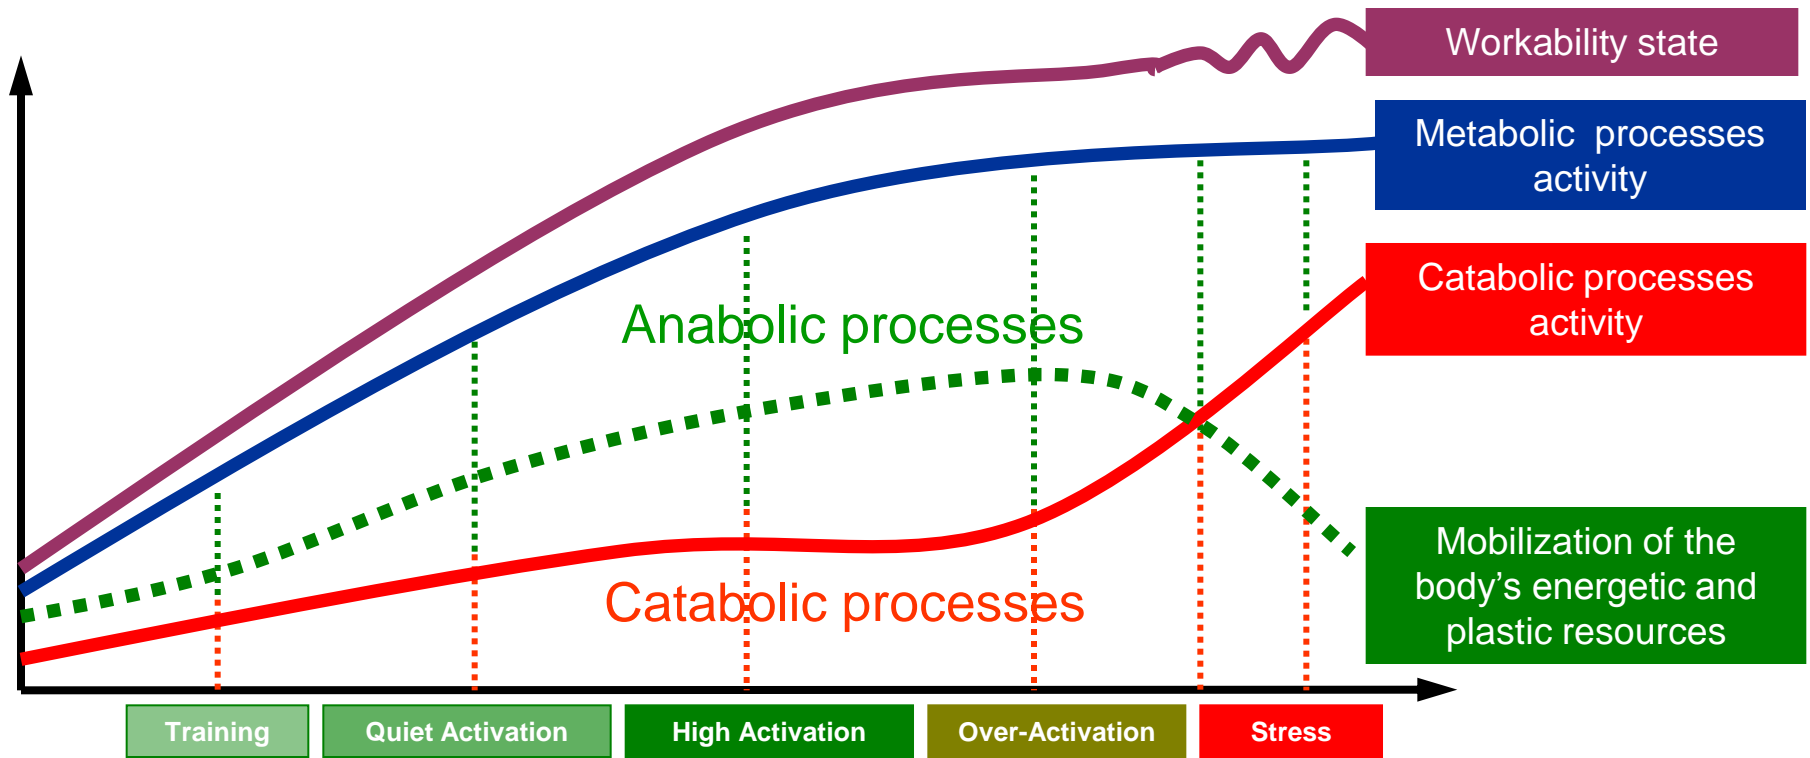 Workability state
Metabolic processes
activity
Catabolic processes
activity
Anabolic processes
Mobilization of the
body's energetic and
plastic resources
Catabolic processes
Training
Quiet Activation
High Activation
Over-Activation
Stress